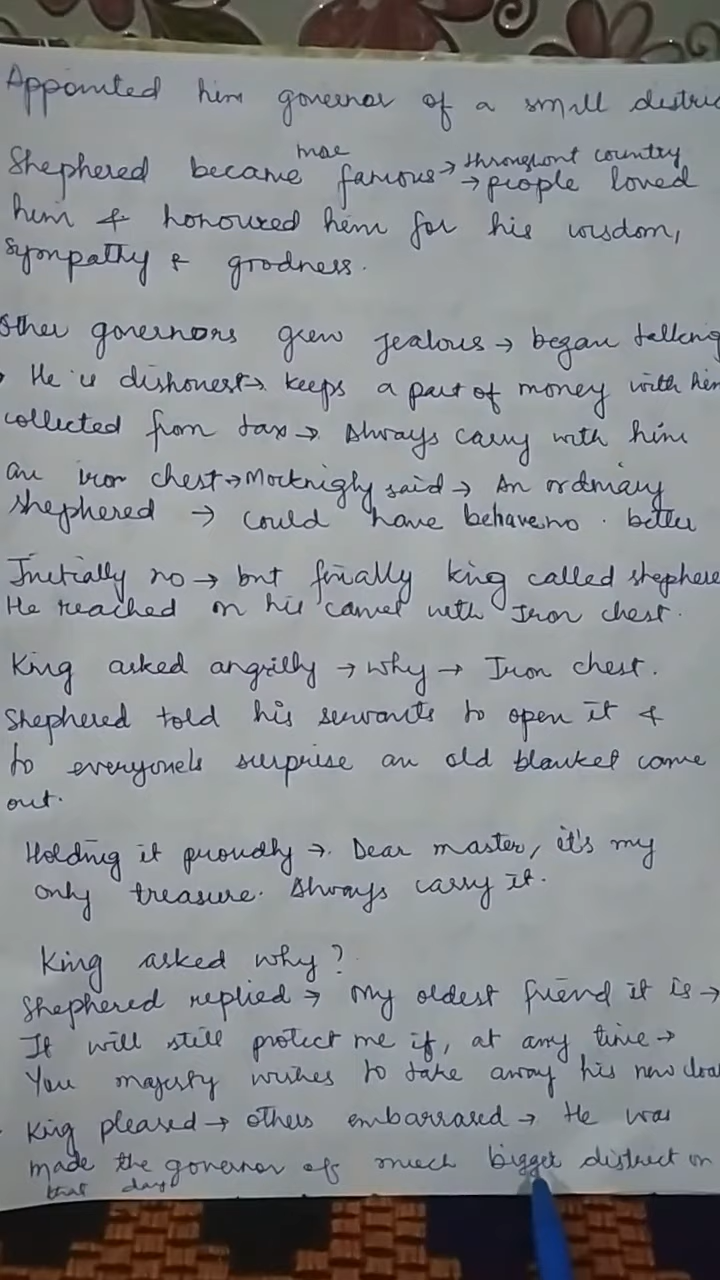 Appointed him governor of a small distric
Shephered became more famous → throughout country
→ people loved
him & honoured him for his wisdom,
Sympathy & goodness.
Other governors grew jealous → began talking
He is dishonest → keeps a part of money with him
collected from tax → Always carry with him
an iron chest → Mocknigly said → An ordinary
shephered → could have behave no better
Initially no → but finally king called shephere
He reached on his camel with Iron chest.
King asked angrilly → why → Iron chest.
Shephered told his servants to open it &
to everyone's surprise an old blanket came
out.
Holding it proudly → Dear master, it's my
only treasure. Always carry it.
King asked why?
Shephered replied → My oldest friend it is →
It will still protect me if, at any time →
You majesty wishes to take away his new cloa
King pleased → others embarrased → He was
made the governor of much bigger district on
that day